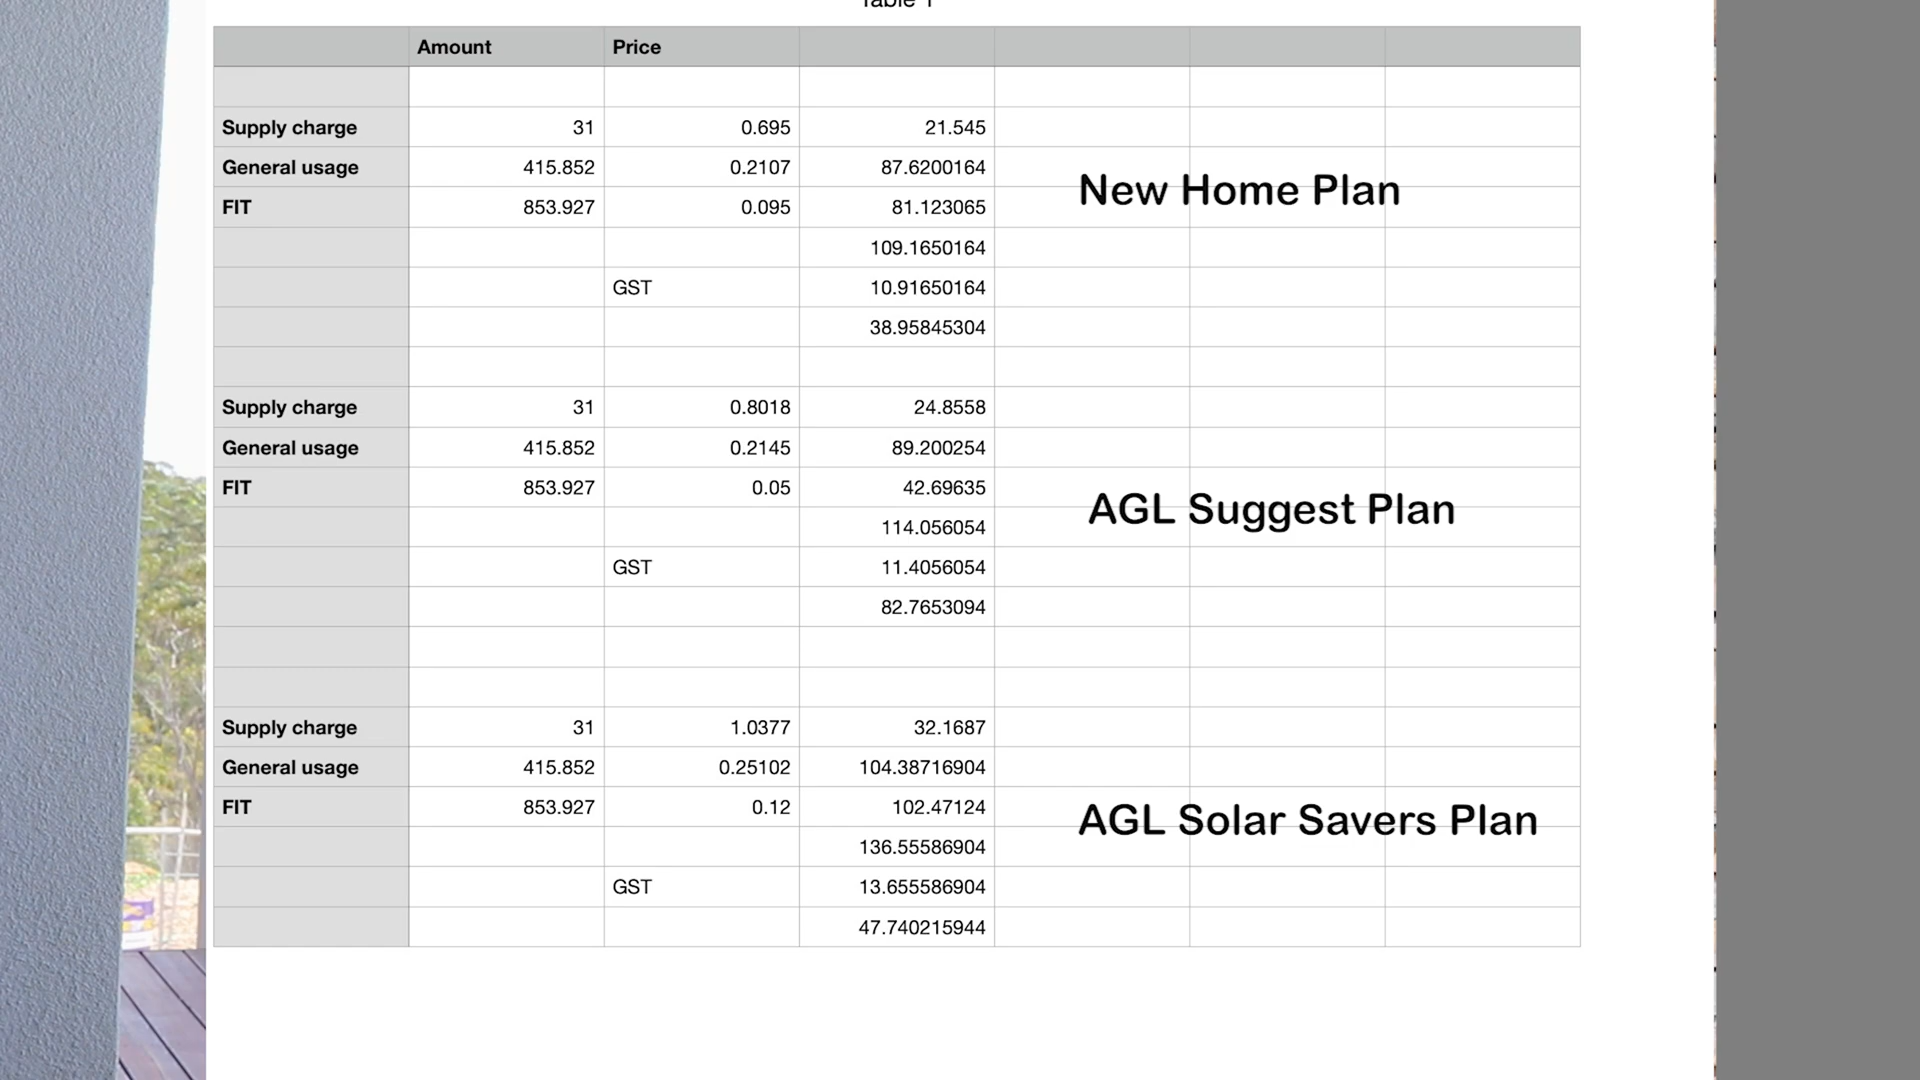 Table 1
Amount Price
Supply charge 31 0.695 21.545
General usage 415.852 0.2107 87.6200164
New Home Plan
FIT 853.927 0.095 81.123065
109.1650164
GST 10.91650164
38.95845304
Supply charge 31 0.8018 24.8558
General usage 415.852 0.2145 89.200254
FIT 853.927 0.05 42.69635
AGL Suggest Plan
114.056054
GST 11.4056054
82.7653094
Supply charge 31 1.0377 32.1687
General usage 415.852 0.25102 104.38716904
FIT 853.927 0.12 102.47124
AGL Solar Savers Plan
136.55586904
GST 13.655586904
47.740215944